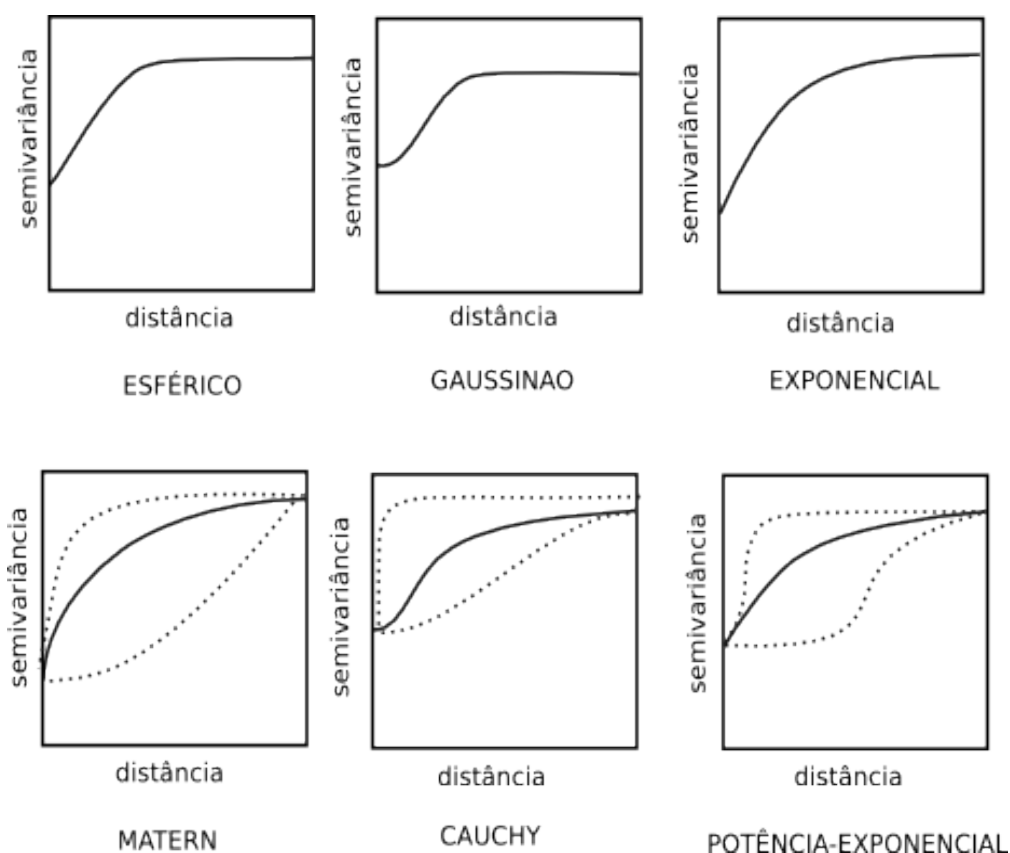 semivariância
distância
ESFÉRICO
semivariância
distância
GAUSSINAO
semivariância
distância
EXPONENCIAL
semivariância
distância
MATERN
semivariância
distância
CAUCHY
semivariância
distância
POTÊNCIA-EXPONENCIAL